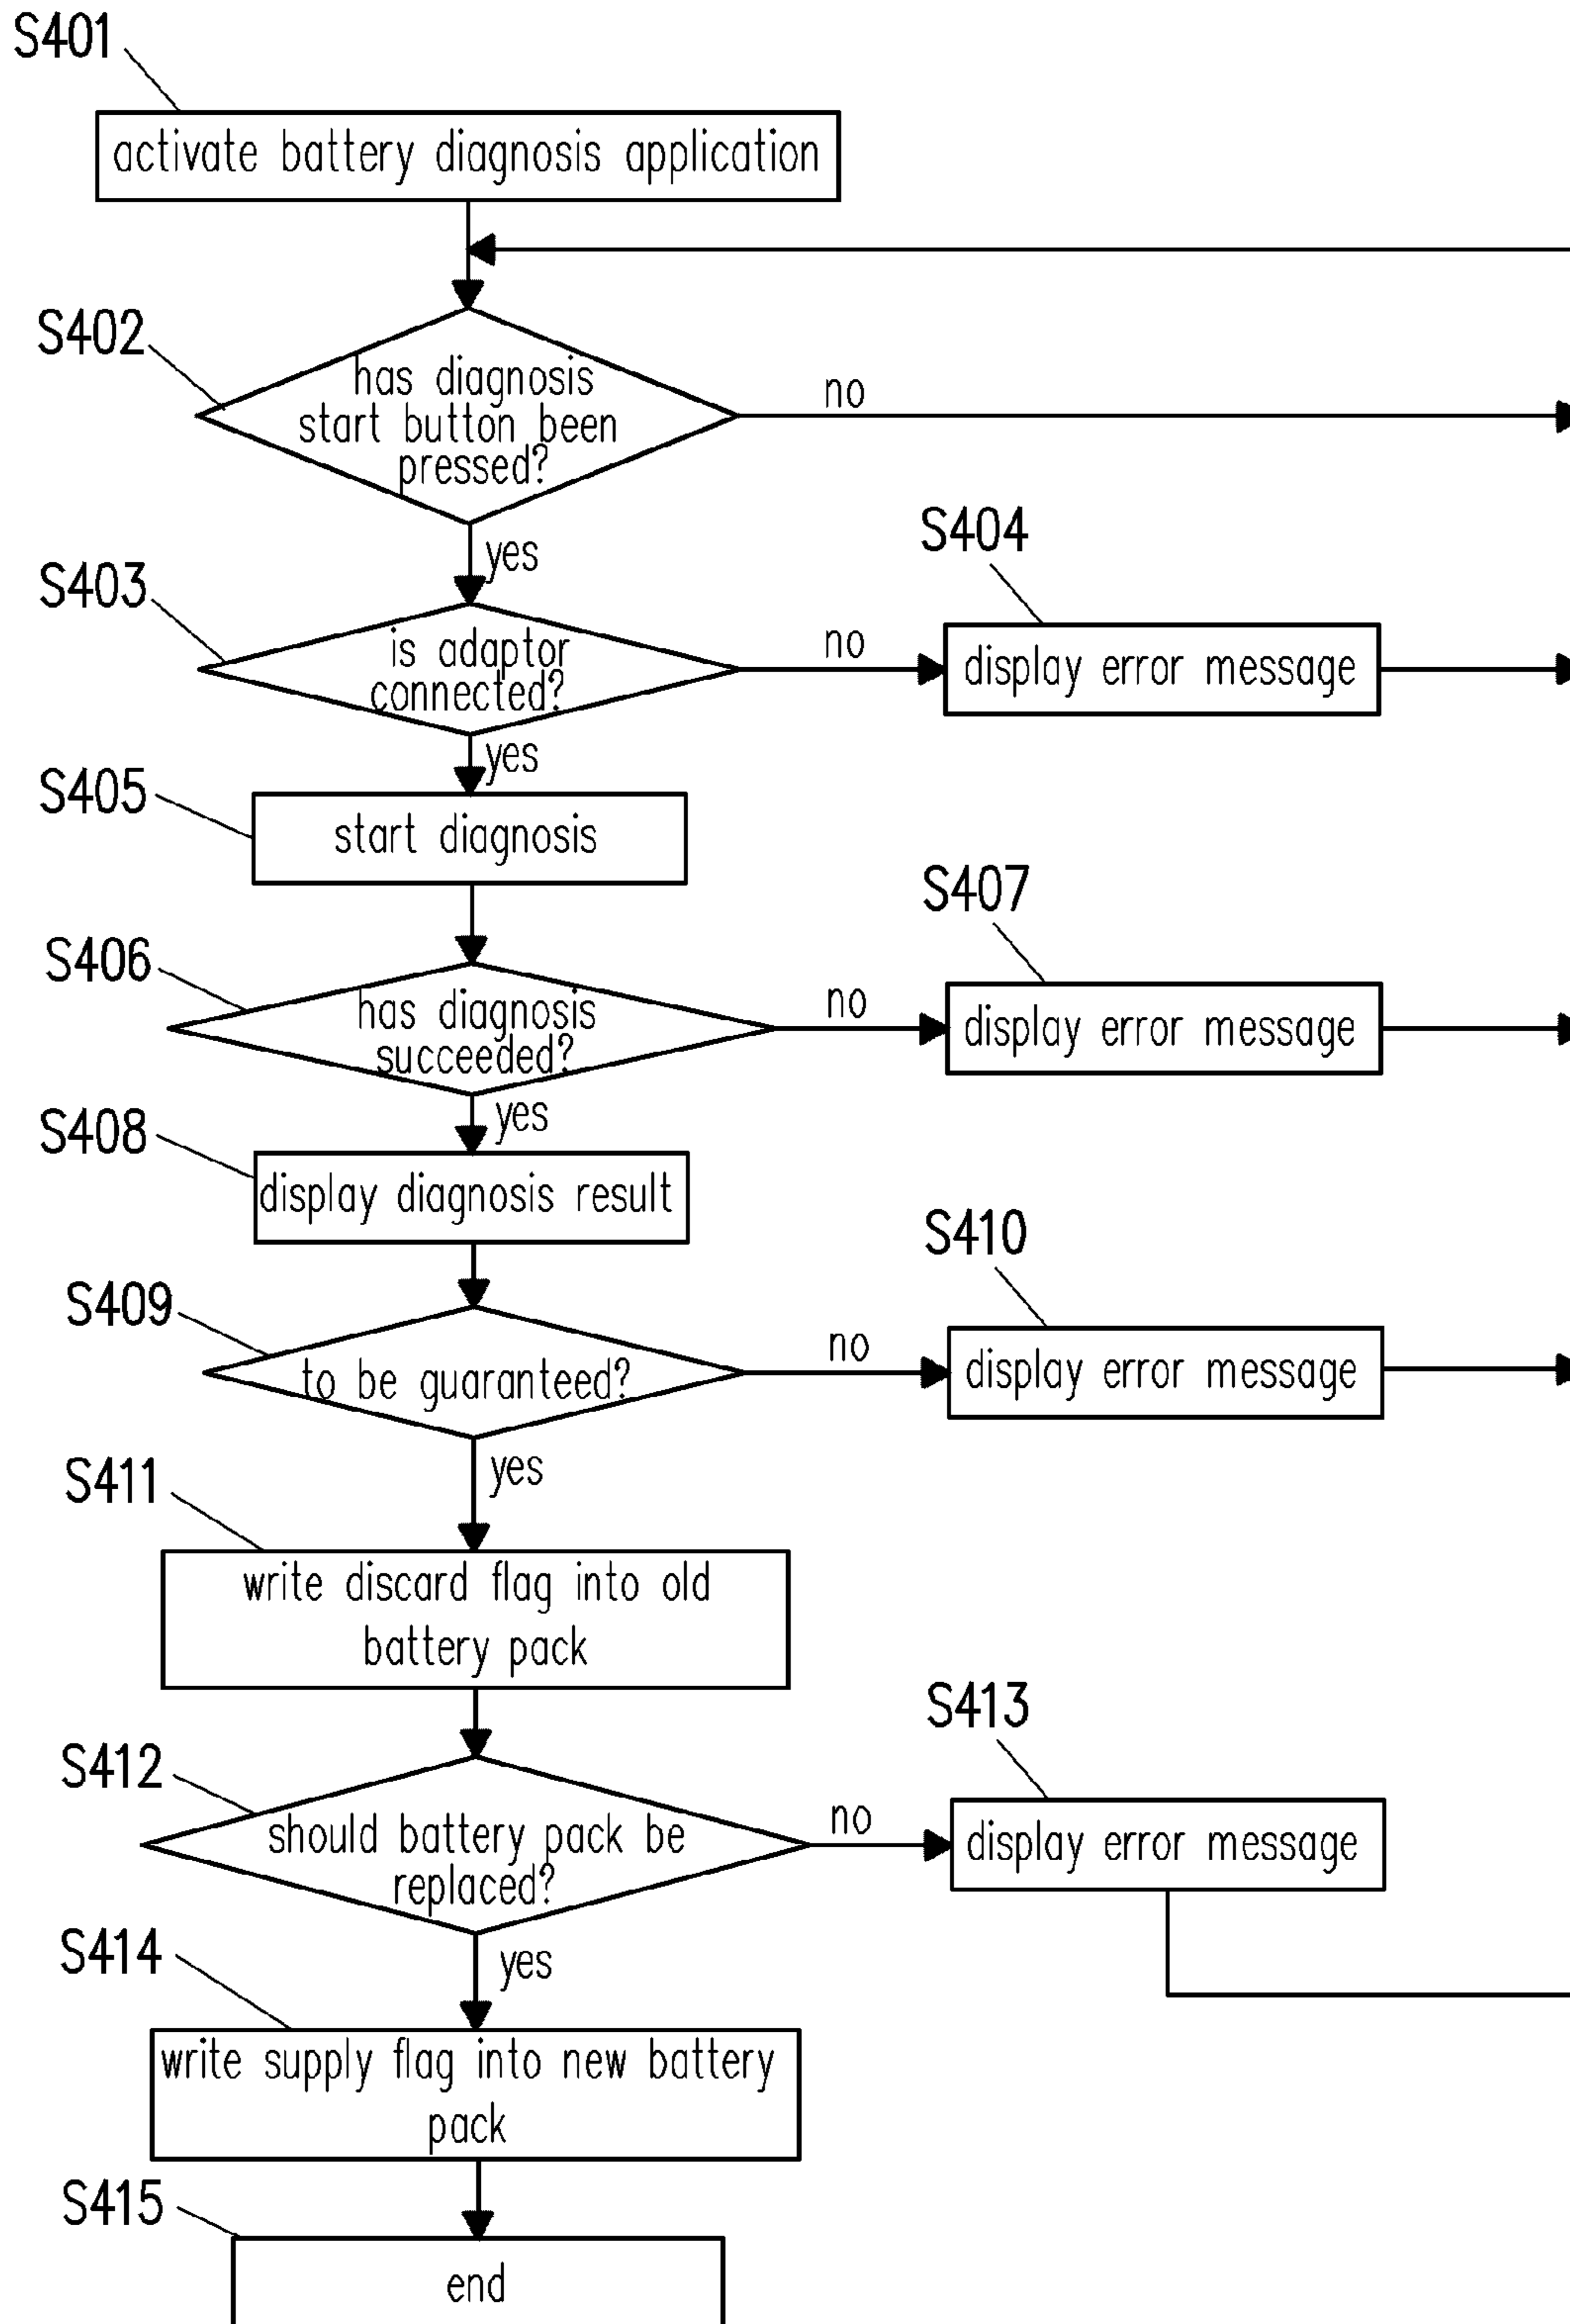 S401
activate battery diagnosis application
S402
has diagnosis
start button been
pressed?
no
yes
S403
is adaptor
connected?
no
S404
display error message
yes
S405
start diagnosis
S406
has diagnosis
succeeded?
no
S407
display error message
yes
S408
display diagnosis result
S409
to be guaranteed?
no
S410
display error message
yes
S411
write discard flag into old
battery pack
S412
should battery pack be
replaced?
no
S413
display error message
yes
S414
write supply flag into new battery
pack
S415
end